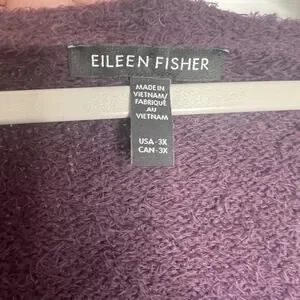 EILEEN FISHER
MADE IN
VIETNAM/
FABRIQUÉ
AU
VIETNAM
USA-3X
CAN-3X